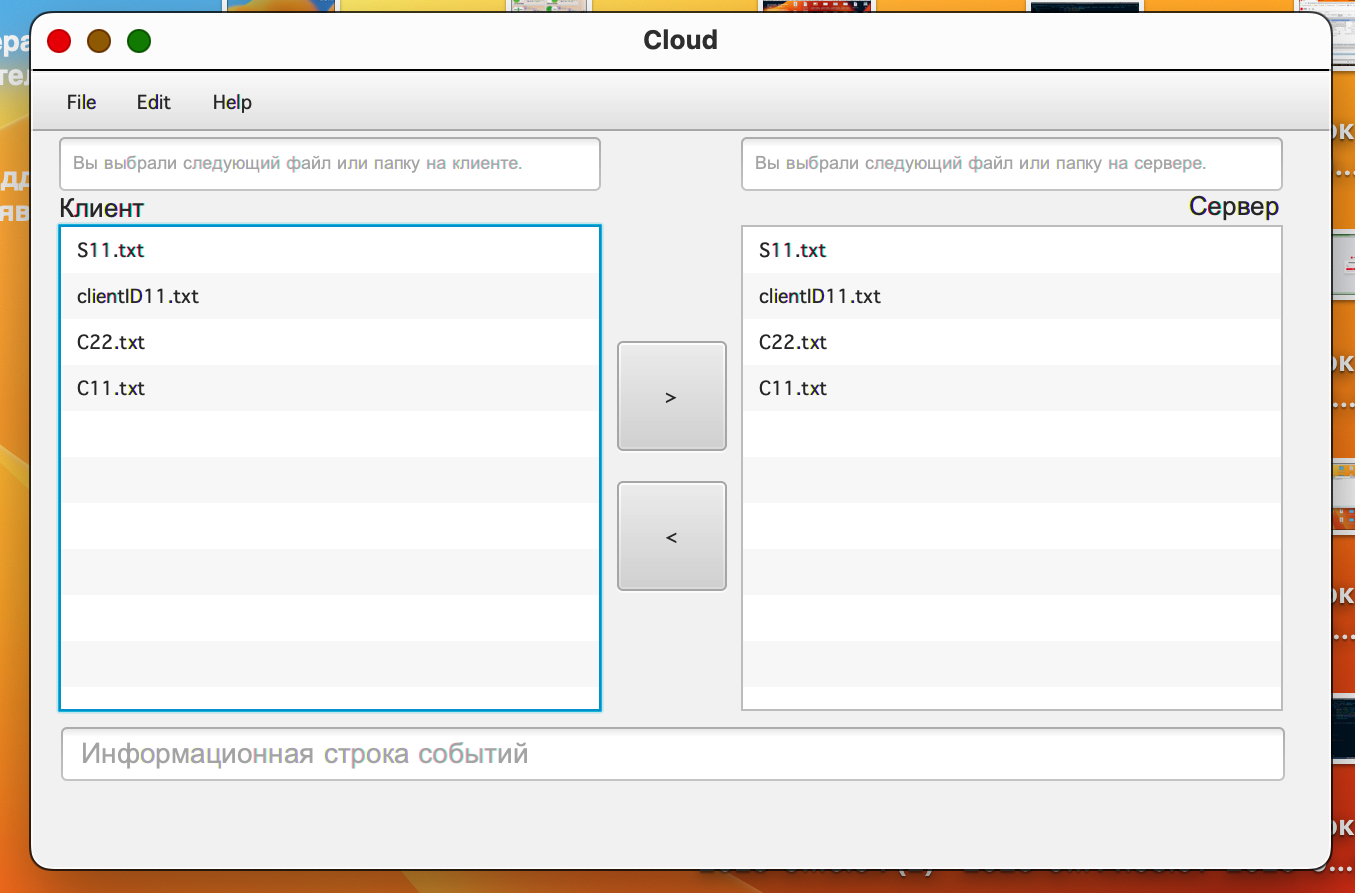 Cloud
File Edit Help
Вы выбрали следующий файл или папку на клиенте.
Вы выбрали следующий файл или папку на сервере.
Клиент
Сервер
S11.txt
clientID11.txt
C22.txt
C11.txt
>
<
S11.txt
clientID11.txt
C22.txt
C11.txt
Информационная строка событий